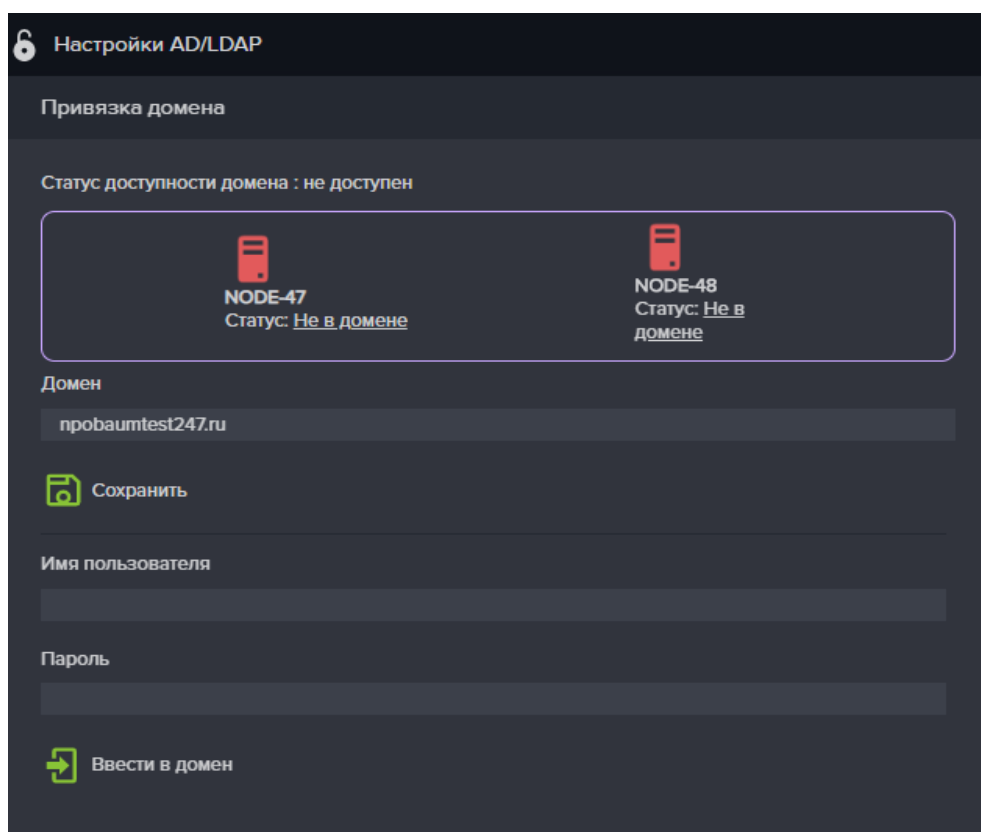 Настройки AD/LDAP
Привязка домена
Статус доступности домена : не доступен
NODE-47
Статус: Не в домене
NODE-48
Статус: Не в
домене
Домен
npobaumtest247.ru
Сохранить
Имя пользователя
Пароль
Ввести в домен